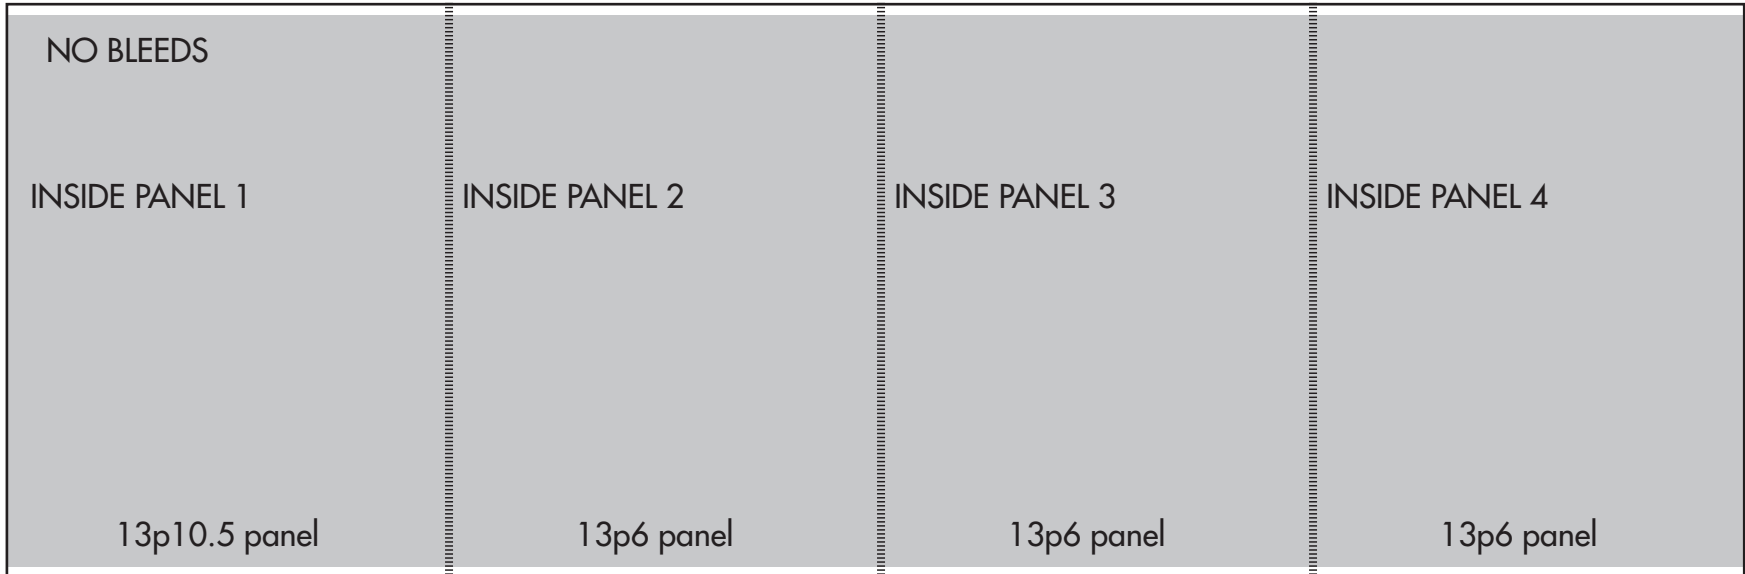 NO BLEEDS
INSIDE PANEL 1
INSIDE PANEL 2
INSIDE PANEL 3
INSIDE PANEL 4
13p10.5 panel
13p6 panel
13p6 panel
13p6 panel